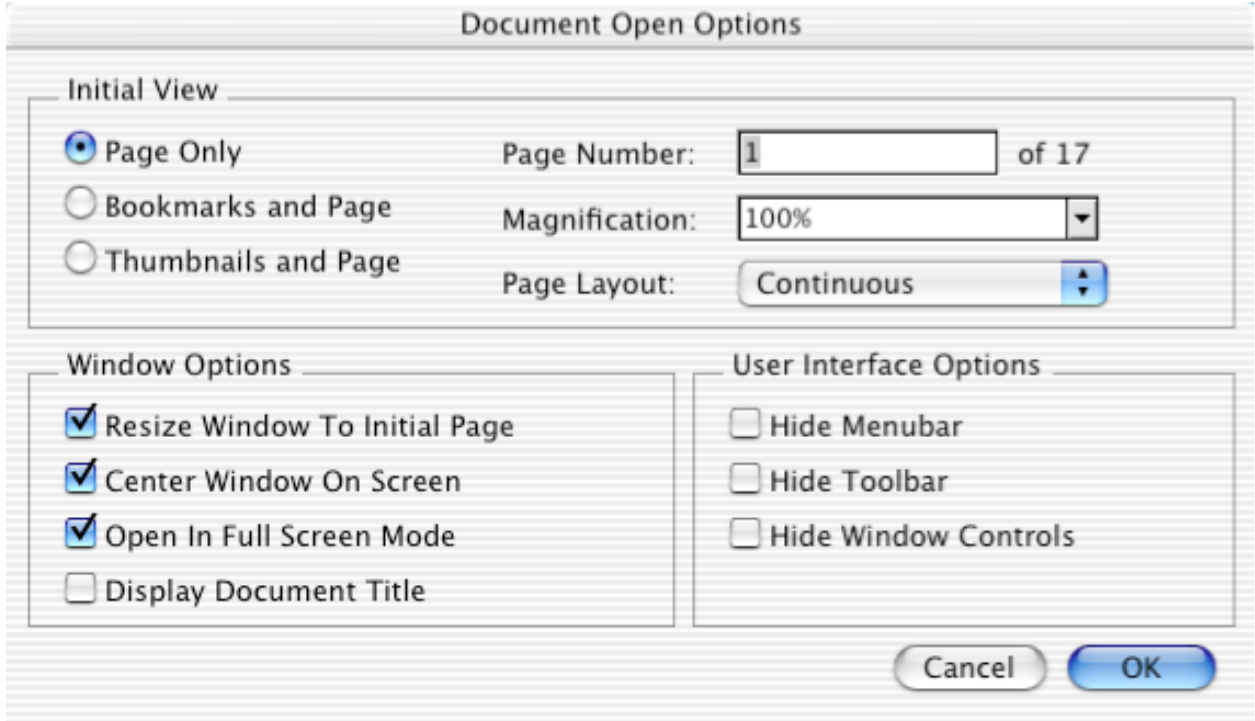 Document Open Options
Initial View
Page Only
Page Number: 1 of 17
Bookmarks and Page
Magnification: 100%
Thumbnails and Page
Page Layout: Continuous
Window Options
Resize Window To Initial Page
Center Window On Screen
Open In Full Screen Mode
Display Document Title
User Interface Options
Hide Menubar
Hide Toolbar
Hide Window Controls
Cancel
OK